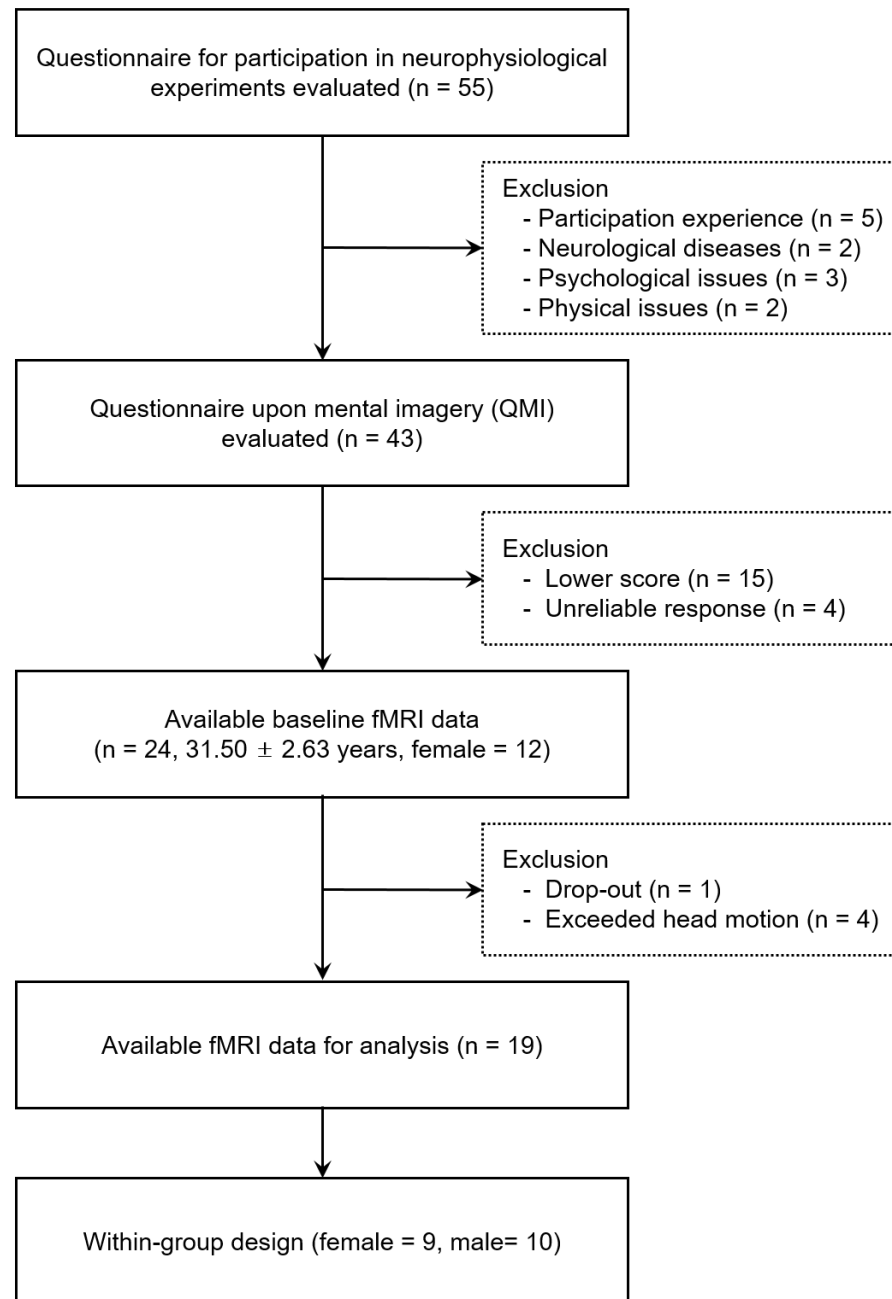 Questionnaire for participation in neurophysiological
experiments evaluated (n = 55)
Exclusion
- Participation experience (n = 5)
- Neurological diseases (n = 2)
- Psychological issues (n = 3)
- Physical issues (n = 2)
Questionnaire upon mental imagery (QMI)
evaluated (n = 43)
Exclusion
- Lower score (n = 15)
- Unreliable response (n = 4)
Available baseline fMRI data
(n = 24, 31.50 ± 2.63 years, female = 12)
Exclusion
- Drop-out (n = 1)
- Exceeded head motion (n = 4)
Available fMRI data for analysis (n = 19)
Within-group design (female = 9, male= 10)